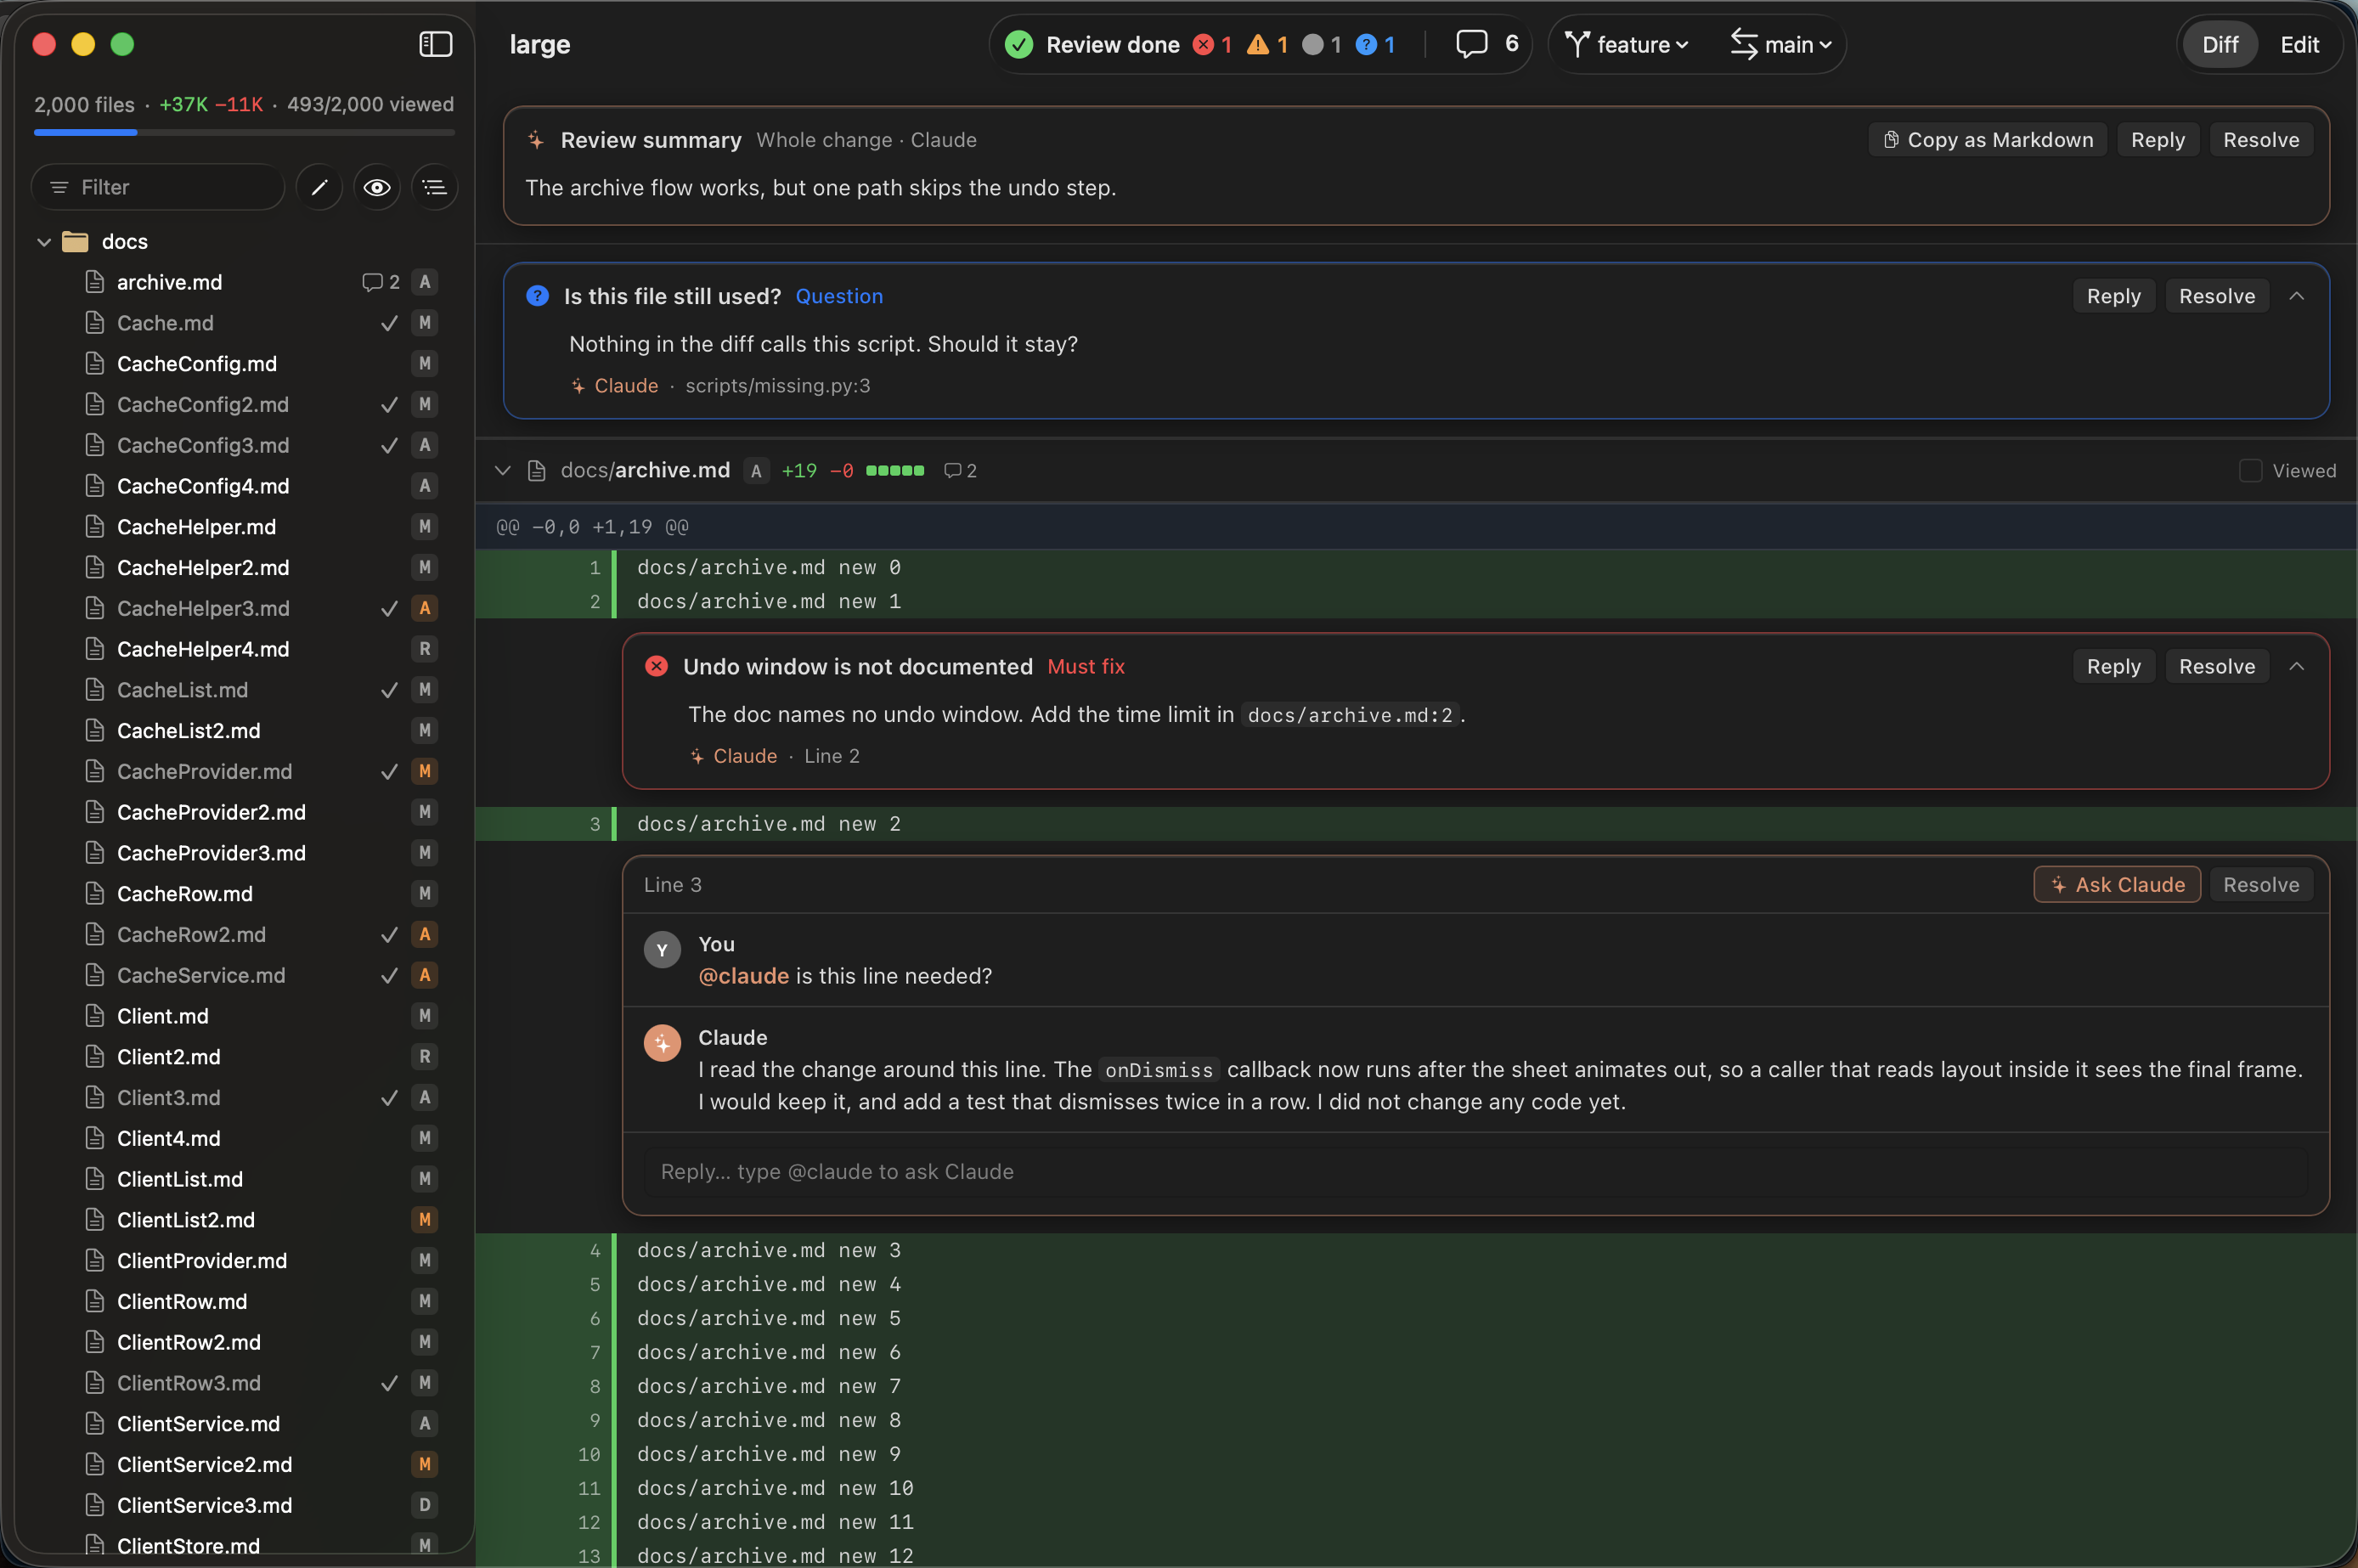 large
Review done 1 1 1 1 6
feature
main
Diff Edit
2,000 files · +37K −11K · 493/2,000 viewed
Filter
docs
archive.md 2 A
Cache.md M
CacheConfig.md M
CacheConfig2.md M
CacheConfig3.md A
CacheConfig4.md A
CacheHelper.md M
CacheHelper2.md M
CacheHelper3.md A
CacheHelper4.md R
CacheList.md M
CacheList2.md M
CacheProvider.md M
CacheProvider2.md M
CacheProvider3.md M
CacheRow.md M
CacheRow2.md A
CacheService.md A
Client.md M
Client2.md R
Client3.md A
Client4.md M
ClientList.md M
ClientList2.md M
ClientProvider.md M
ClientRow.md M
ClientRow2.md M
ClientRow3.md M
ClientService.md A
ClientService2.md M
ClientService3.md D
ClientStore.md M
Review summary Whole change · Claude Copy as Markdown Reply Resolve
The archive flow works, but one path skips the undo step.
? Is this file still used? Question Reply Resolve
Nothing in the diff calls this script. Should it stay?
Claude · scripts/missing.py:3
docs/archive.md A +19 −0 2 Viewed
@@ −0,0 +1,19 @@
1 docs/archive.md new 0
2 docs/archive.md new 1
Undo window is not documented Must fix Reply Resolve
The doc names no undo window. Add the time limit in docs/archive.md:2.
Claude · Line 2
3 docs/archive.md new 2
Line 3 Ask Claude Resolve
Y You
@claude is this line needed?
Claude
I read the change around this line. The onDismiss callback now runs after the sheet animates out, so a caller that reads layout inside it sees the final frame.
I would keep it, and add a test that dismisses twice in a row. I did not change any code yet.
Reply... type @claude to ask Claude
4 docs/archive.md new 3
5 docs/archive.md new 4
6 docs/archive.md new 5
7 docs/archive.md new 6
8 docs/archive.md new 7
9 docs/archive.md new 8
10 docs/archive.md new 9
11 docs/archive.md new 10
12 docs/archive.md new 11
13 docs/archive.md new 12